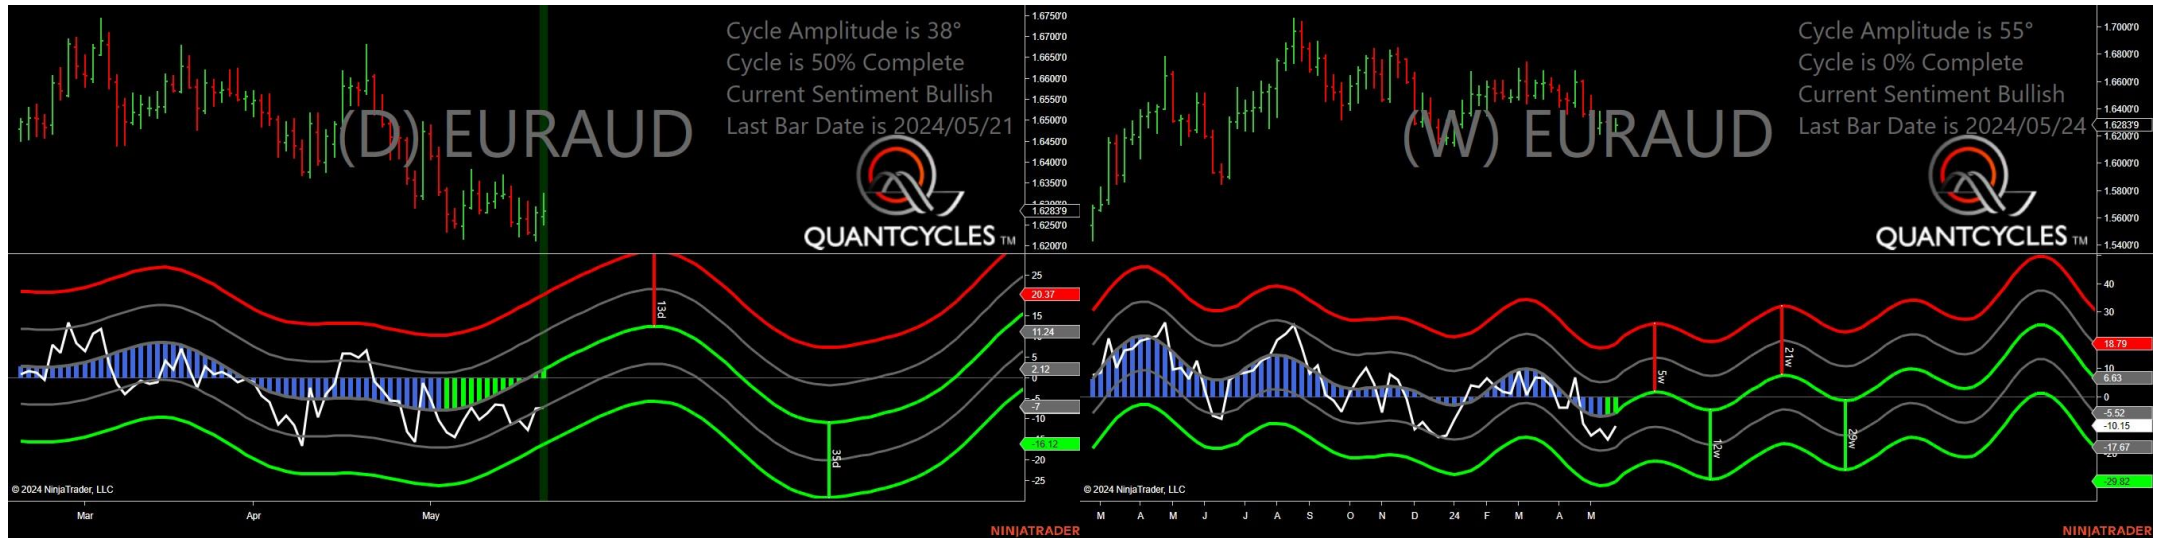 Cycle Amplitude is 38°
Cycle is 50% Complete
Current Sentiment Bullish
Last Bar Date is 2024/05/21
(D) EURAUD
QUANTCYCLES TM
1.6750'0
1.6700'0
1.6650'0
1.6600'0
1.6550'0
1.6500'0
1.6450'0
1.6400'0
1.6350'0
1.6283'9
1.6250'0
1.6200'0
25
20.37
15
11.24
5
2.12
0
-5
-7
-10
-16.12
-20
-25
13d
35d
© 2024 NinjaTrader, LLC
Mar
Apr
May
NINJATRADER
Cycle Amplitude is 55°
Cycle is 0% Complete
Current Sentiment Bullish
Last Bar Date is 2024/05/24
(W) EURAUD
QUANTCYCLES TM
1.7000'0
1.6800'0
1.6600'0
1.6400'0
1.6283'9
1.6200'0
1.6000'0
1.5800'0
1.5600'0
1.5400'0
40
30
18.79
10
6.63
0
-5.52
-10.15
-17.67
-29.82
5w
12w
21w
29w
© 2024 NinjaTrader, LLC
M A M J J A S O N D 24 F M A M
NINJATRADER